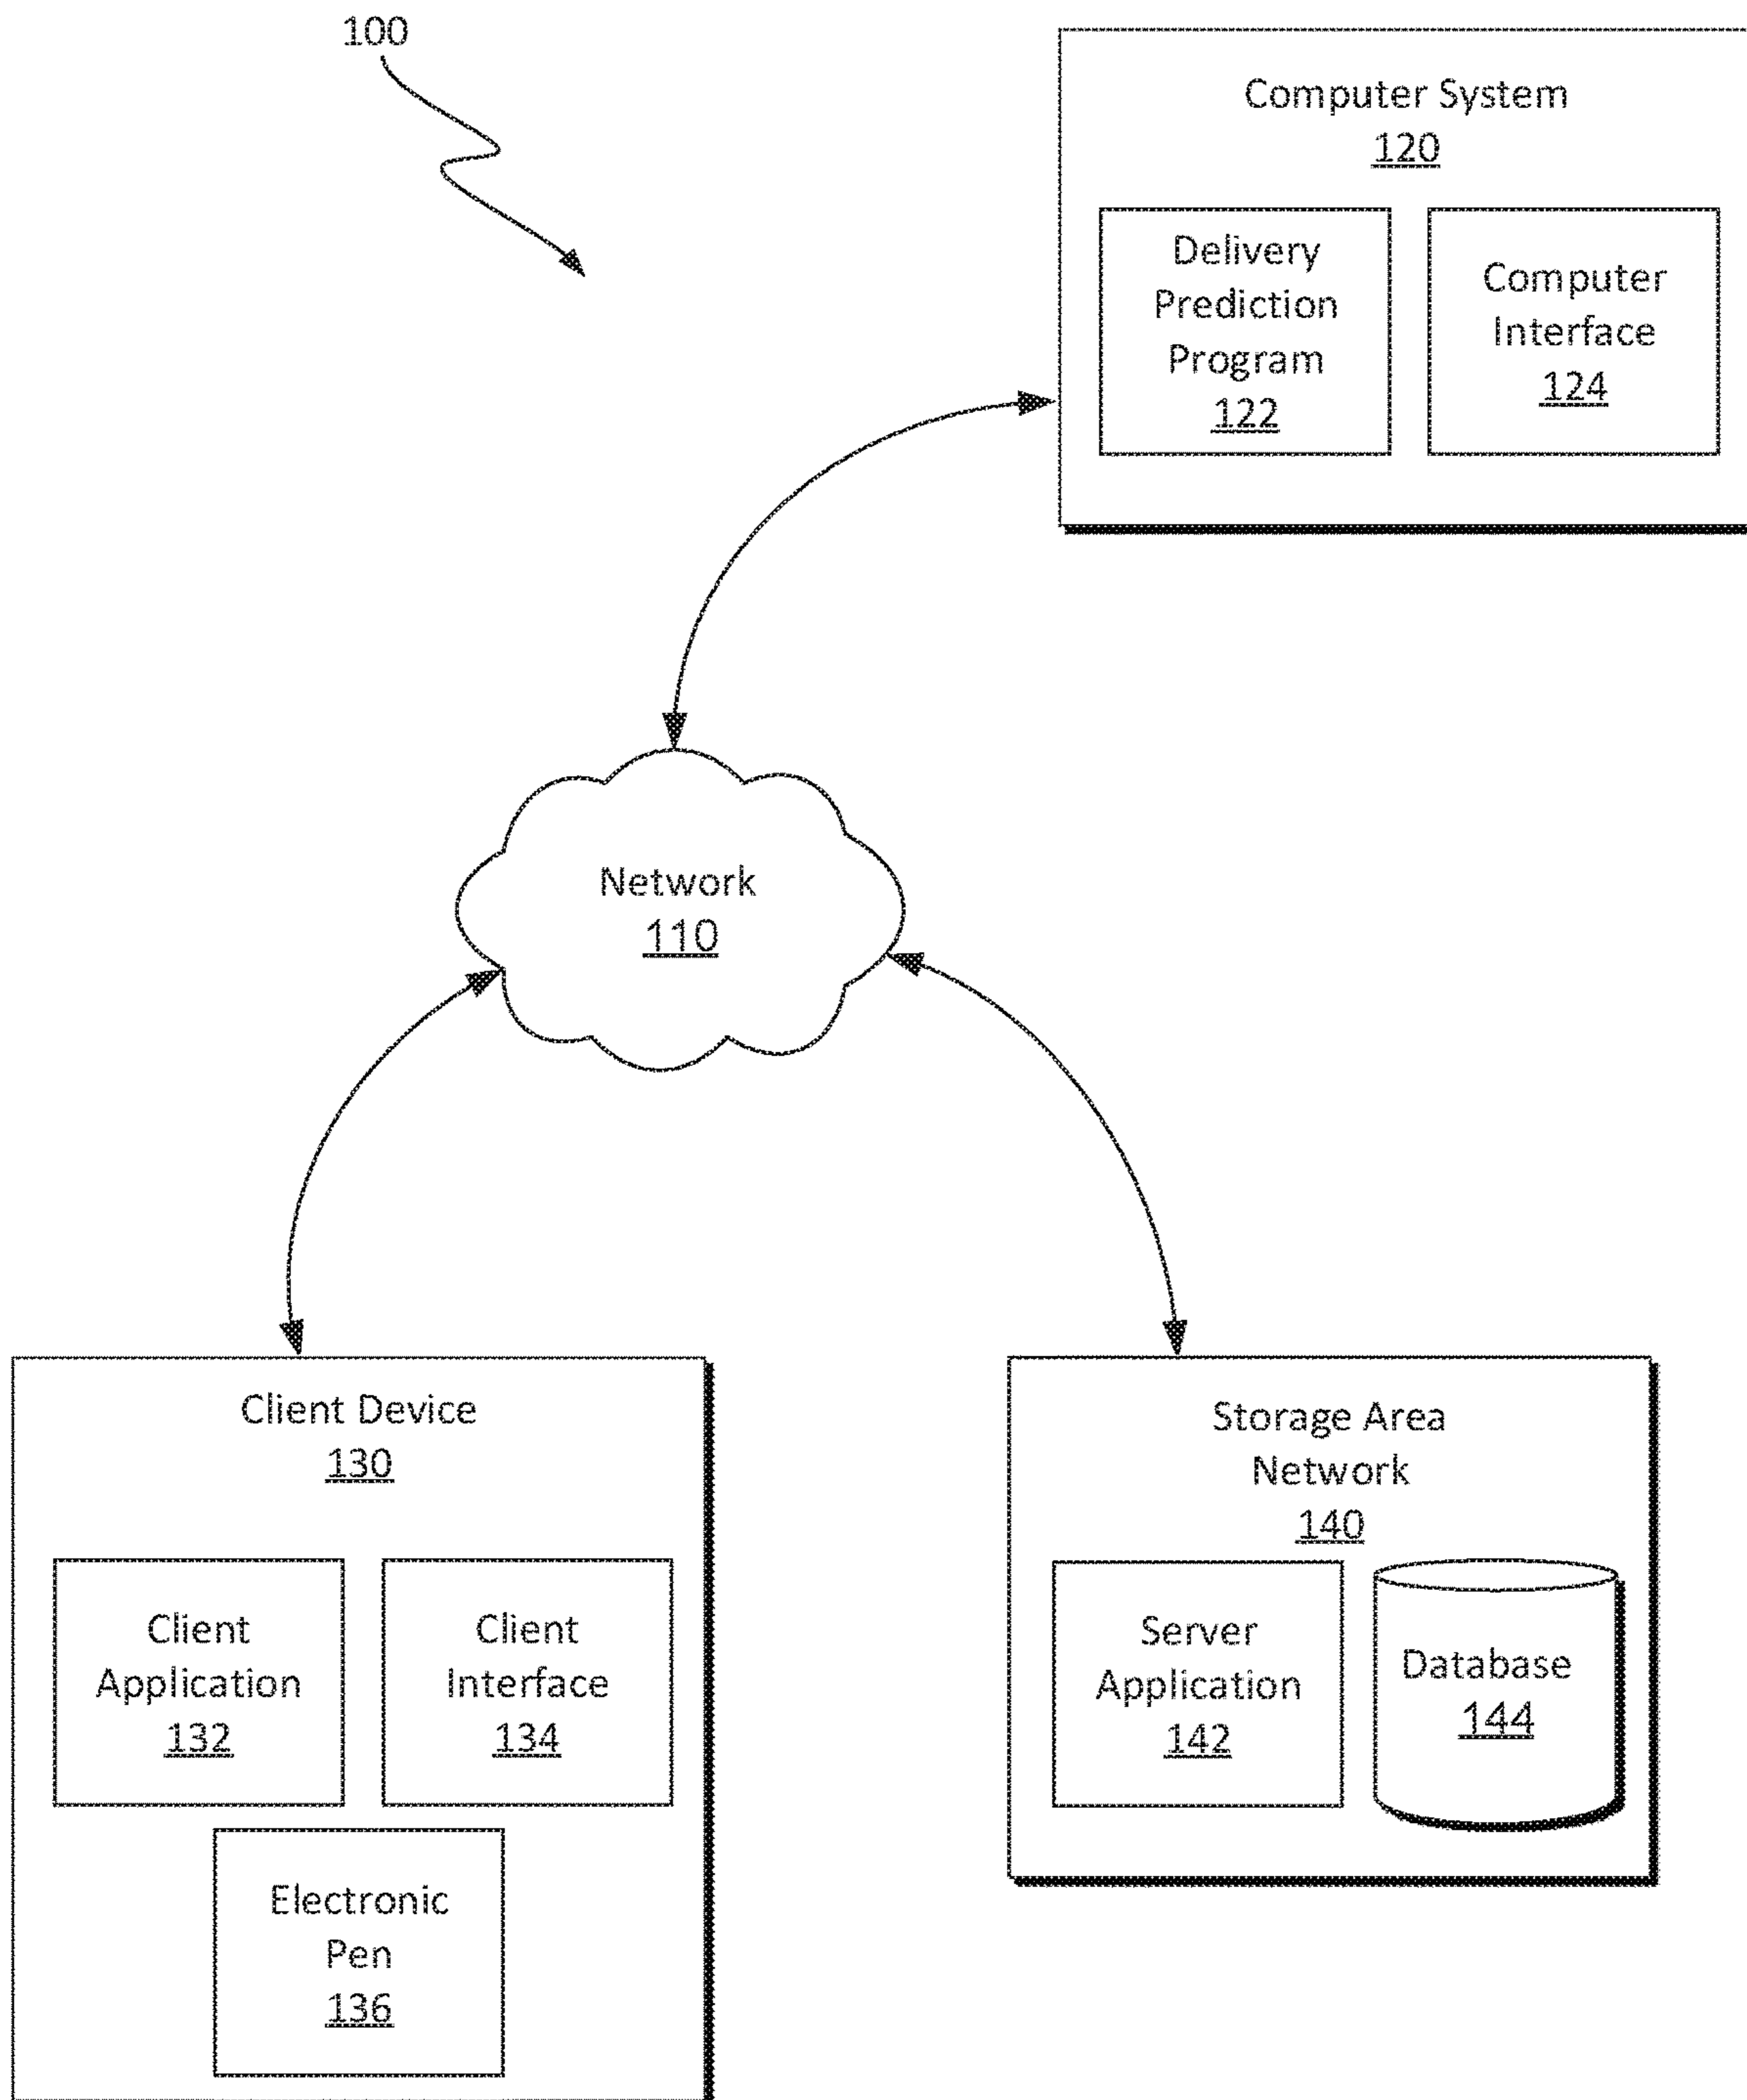 100
Computer System
120
Delivery
Prediction
Program
122
Computer
Interface
124
Network
110
Client Device
130
Client
Application
132
Client
Interface
134
Electronic
Pen
136
Storage Area
Network
140
Server
Application
142
Database
144